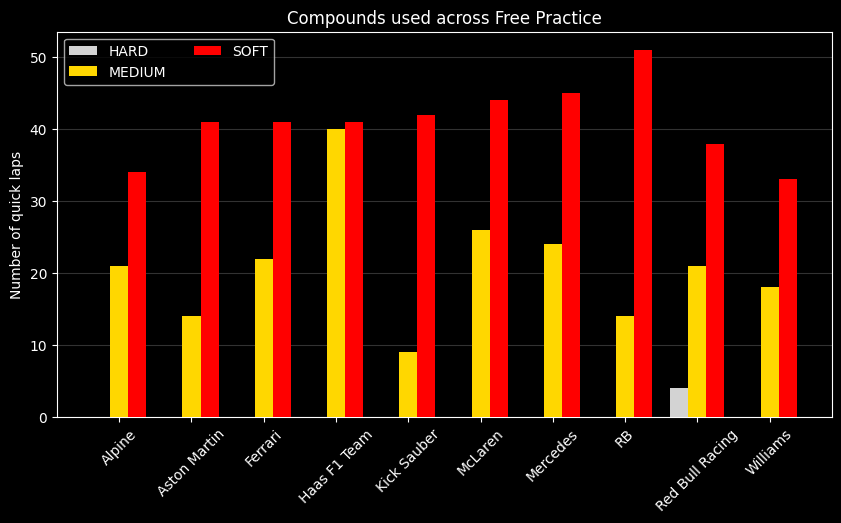 Compounds used across Free Practice
HARD
MEDIUM
SOFT
Number of quick laps
50
40
30
20
10
0
Alpine
Aston Martin
Ferrari
Haas F1 Team
Kick Sauber
McLaren
Mercedes
RB
Red Bull Racing
Williams